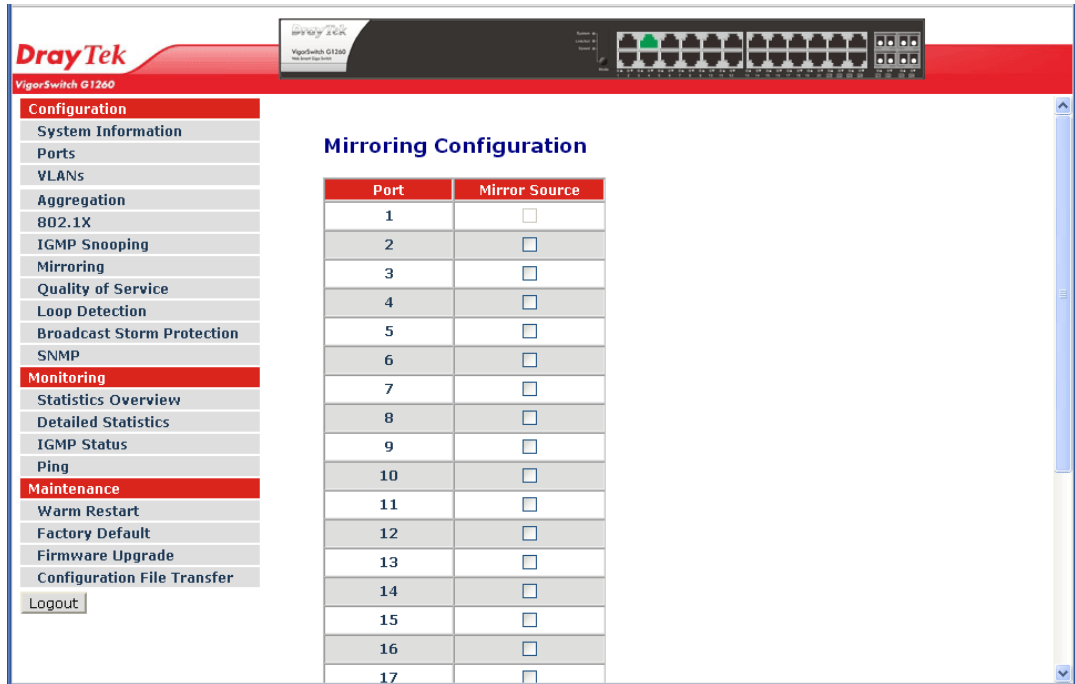 DrayTek
VigorSwitch G1260
DrayTek
VigorSwitch G1260
Configuration
System Information
Ports
VLANs
Aggregation
802.1X
IGMP Snooping
Mirroring
Quality of Service
Loop Detection
Broadcast Storm Protection
SNMP
Monitoring
Statistics Overview
Detailed Statistics
IGMP Status
Ping
Maintenance
Warm Restart
Factory Default
Firmware Upgrade
Configuration File Transfer
Logout
Mirroring Configuration
Port Mirror Source
1
2
3
4
5
6
7
8
9
10
11
12
13
14
15
16
17